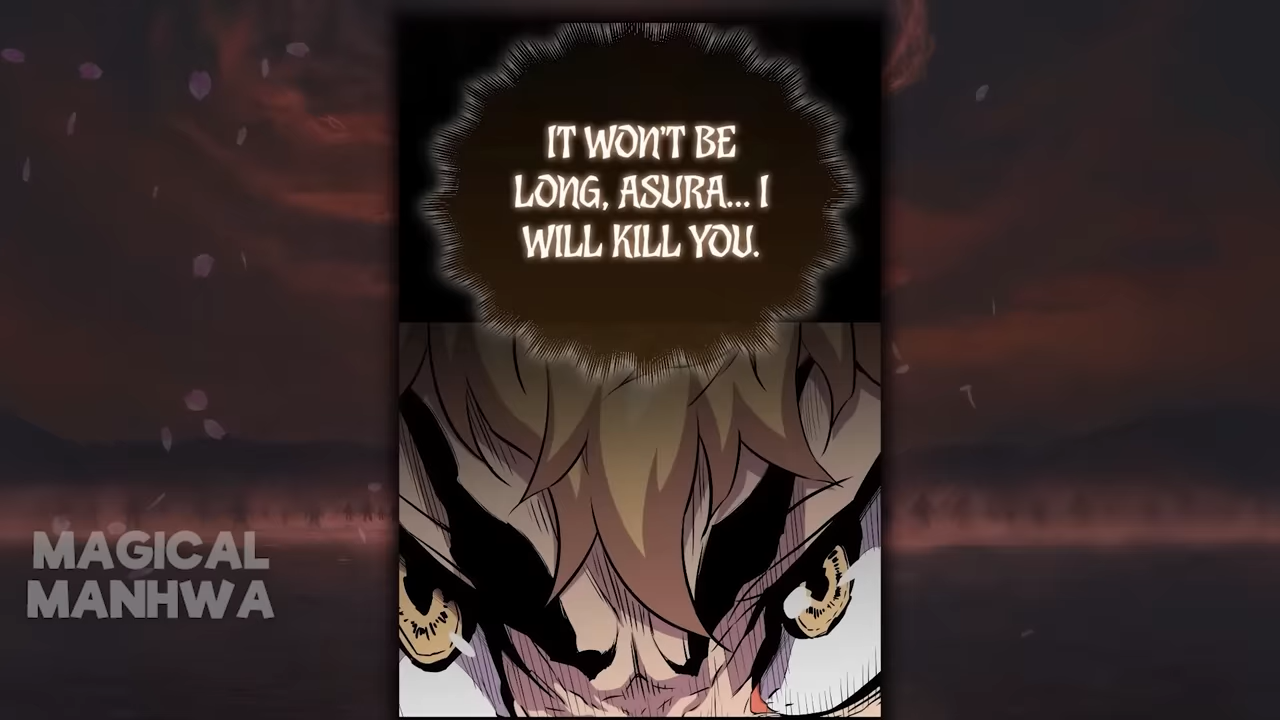 IT WON'T BE
LONG, ASURA... I
WILL KILL YOU.
MAGICAL
MANHWA